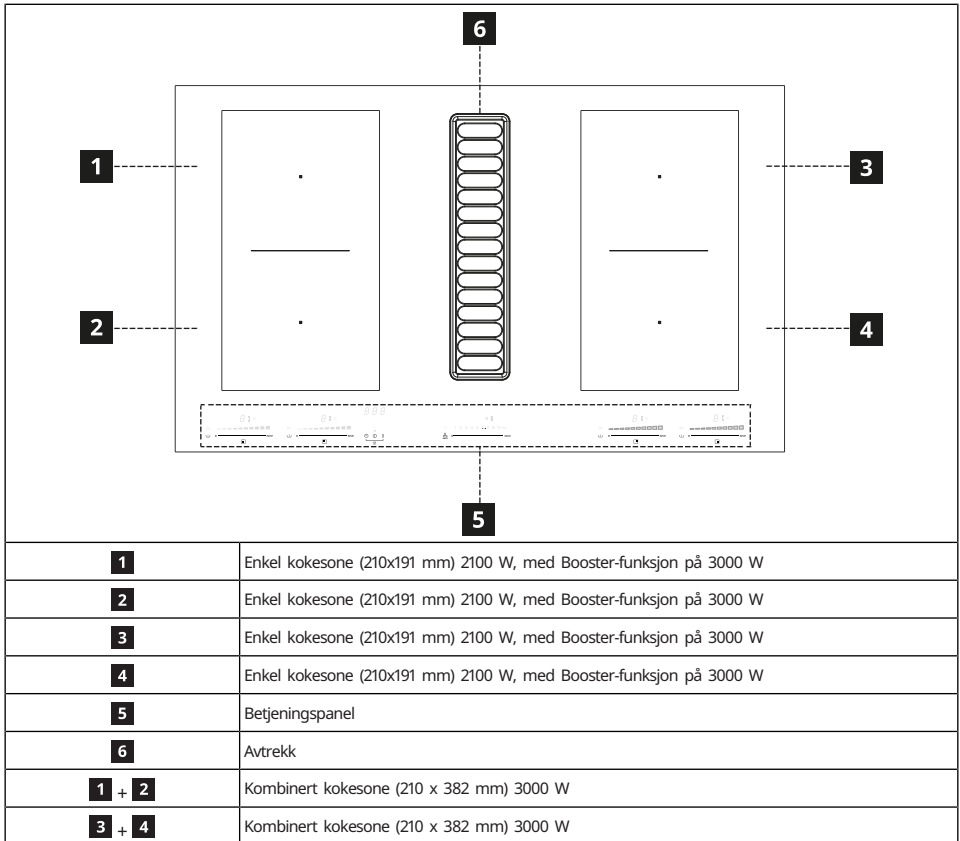 6
1
3
2
4
5
1 Enkel kokesone (210x191 mm) 2100 W, med Booster-funksjon på 3000 W
2 Enkel kokesone (210x191 mm) 2100 W, med Booster-funksjon på 3000 W
3 Enkel kokesone (210x191 mm) 2100 W, med Booster-funksjon på 3000 W
4 Enkel kokesone (210x191 mm) 2100 W, med Booster-funksjon på 3000 W
5 Betjeningspanel
6 Avtrekk
1 + 2 Kombinert kokesone (210 x 382 mm) 3000 W
3 + 4 Kombinert kokesone (210 x 382 mm) 3000 W